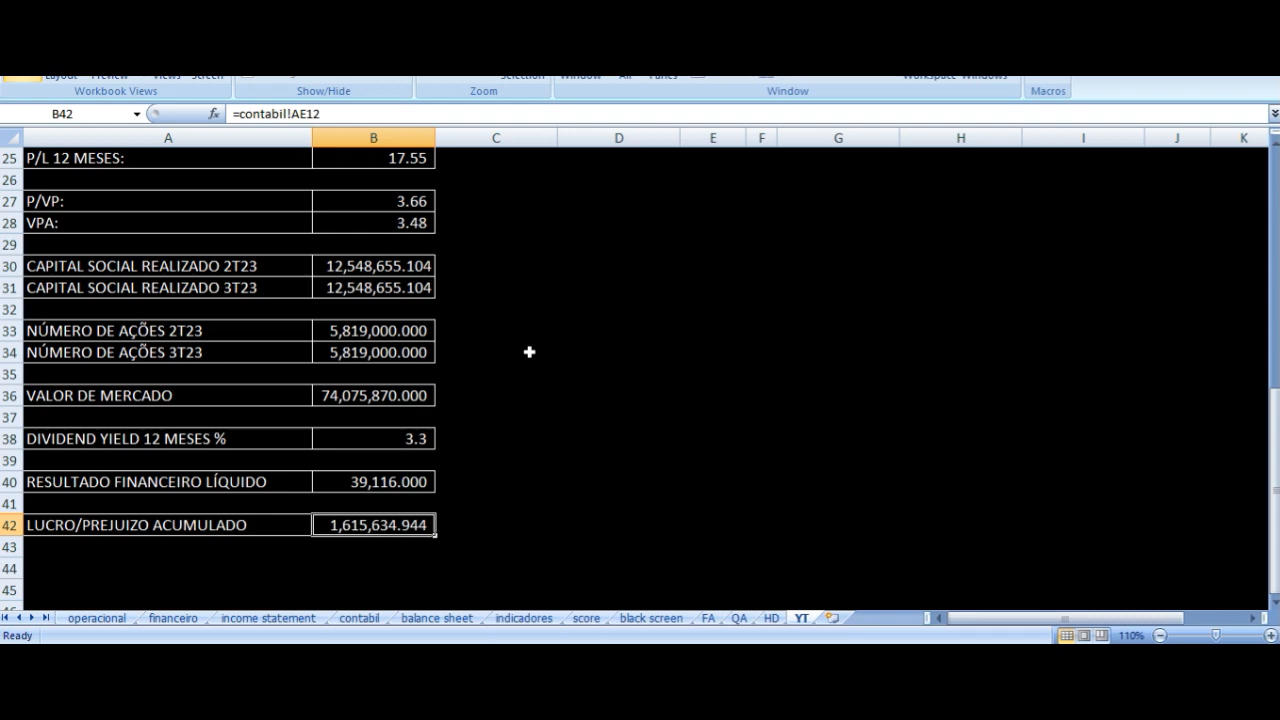 Workbook Views Show/Hide Zoom Window Macros
B42 fx =contabil!AE12
A B C D E F G H I J K
25 P/L 12 MESES: 17.55
26
27 P/VP: 3.66
28 VPA: 3.48
29
30 CAPITAL SOCIAL REALIZADO 2T23 12,548,655.104
31 CAPITAL SOCIAL REALIZADO 3T23 12,548,655.104
32
33 NÚMERO DE AÇÕES 2T23 5,819,000.000
34 NÚMERO DE AÇÕES 3T23 5,819,000.000
35
36 VALOR DE MERCADO 74,075,870.000
37
38 DIVIDEND YIELD 12 MESES % 3.3
39
40 RESULTADO FINANCEIRO LÍQUIDO 39,116.000
41
42 LUCRO/PREJUIZO ACUMULADO 1,615,634.944
43
44
45
operacional financeiro income statement contabil balance sheet indicadores score black screen FA QA HD YT
Ready 110%